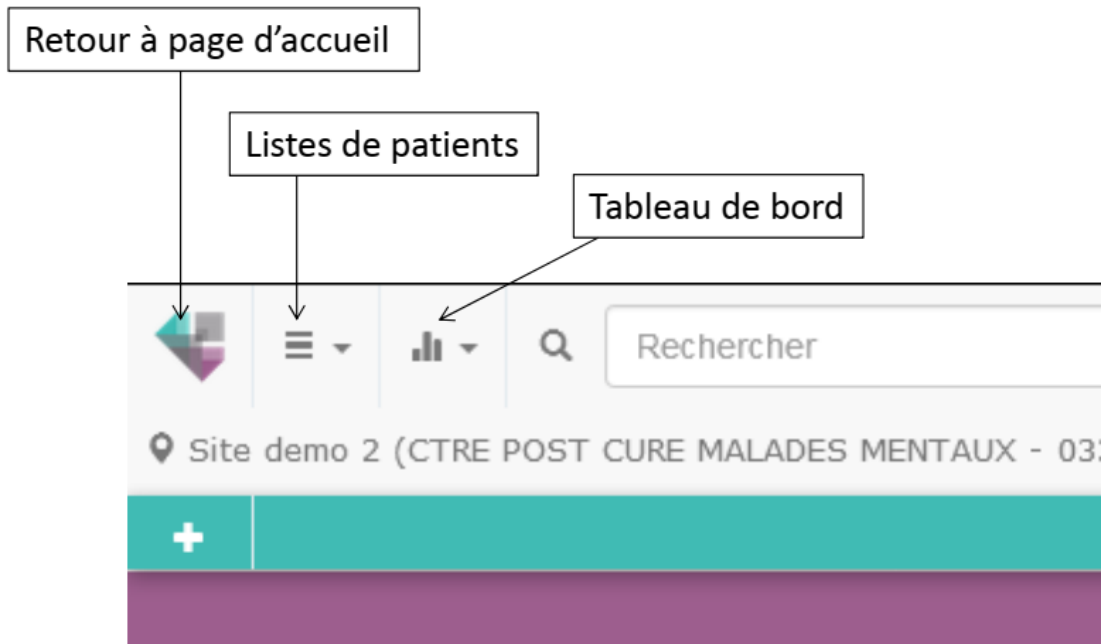 Retour à page d’accueil
Listes de patients
Tableau de bord
Rechercher
Site demo 2 (CTRE POST CURE MALADES MENTAUX - 03